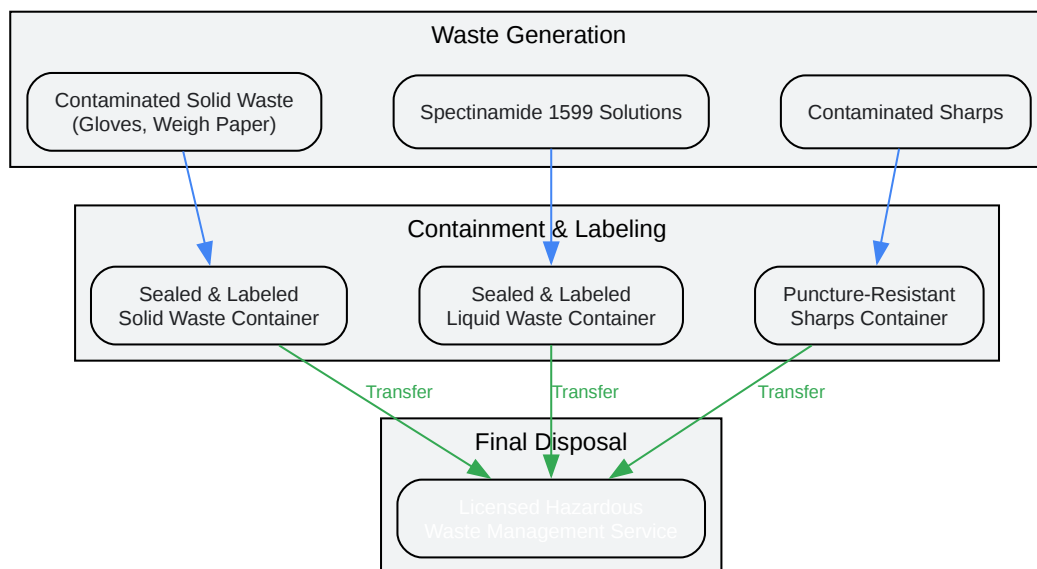 Waste Generation
Contaminated Solid Waste
(Gloves, Weigh Paper)
Spectinamide 1599 Solutions
Contaminated Sharps
Containment & Labeling
Sealed & Labeled
Solid Waste Container
Sealed & Labeled
Liquid Waste Container
Puncture-Resistant
Sharps Container
Transfer
Transfer
Transfer
Final Disposal
Licensed Hazardous
Waste Management Service